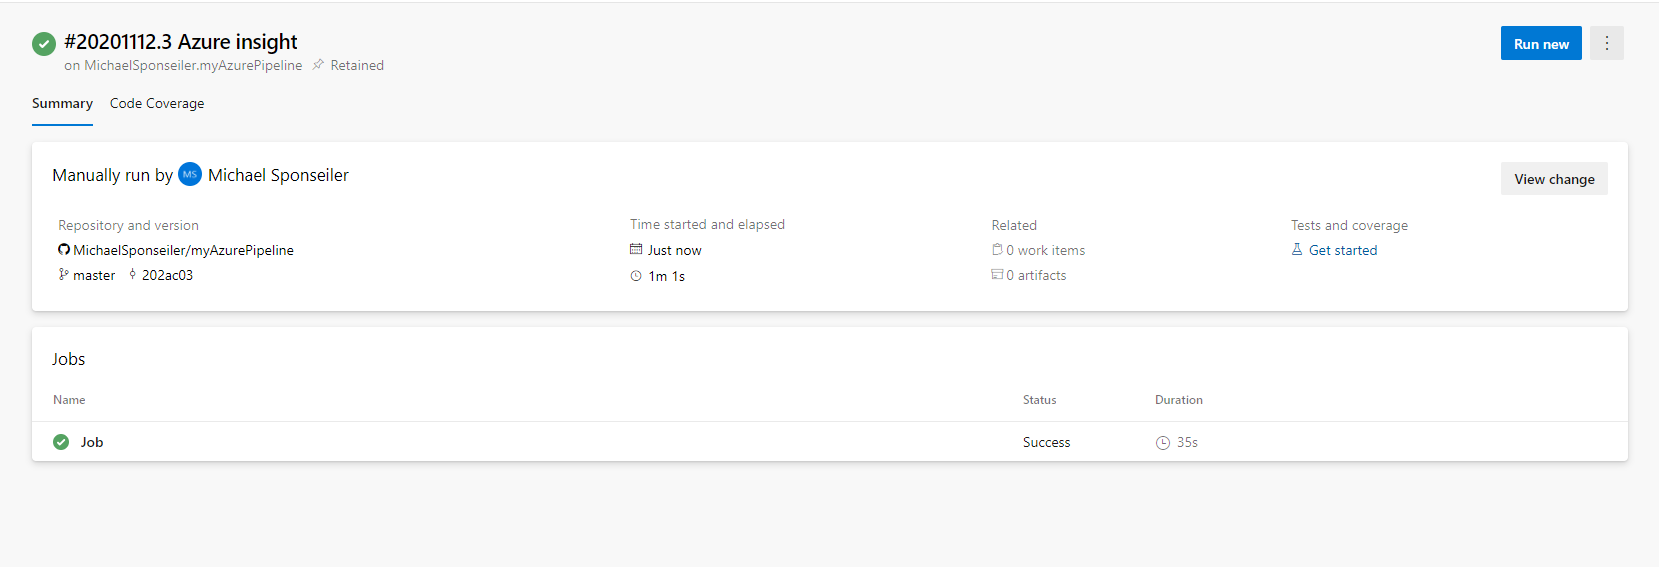 #20201112.3 Azure insight
on MichaelSponseiler.myAzurePipeline Retained
Run new
Summary Code Coverage
Manually run by MS Michael Sponseiler
View change
Repository and version
MichaelSponseiler/myAzurePipeline
master 202ac03
Time started and elapsed
Just now
1m 1s
Related
0 work items
0 artifacts
Tests and coverage
Get started
Jobs
Name Status Duration
Job Success 35s